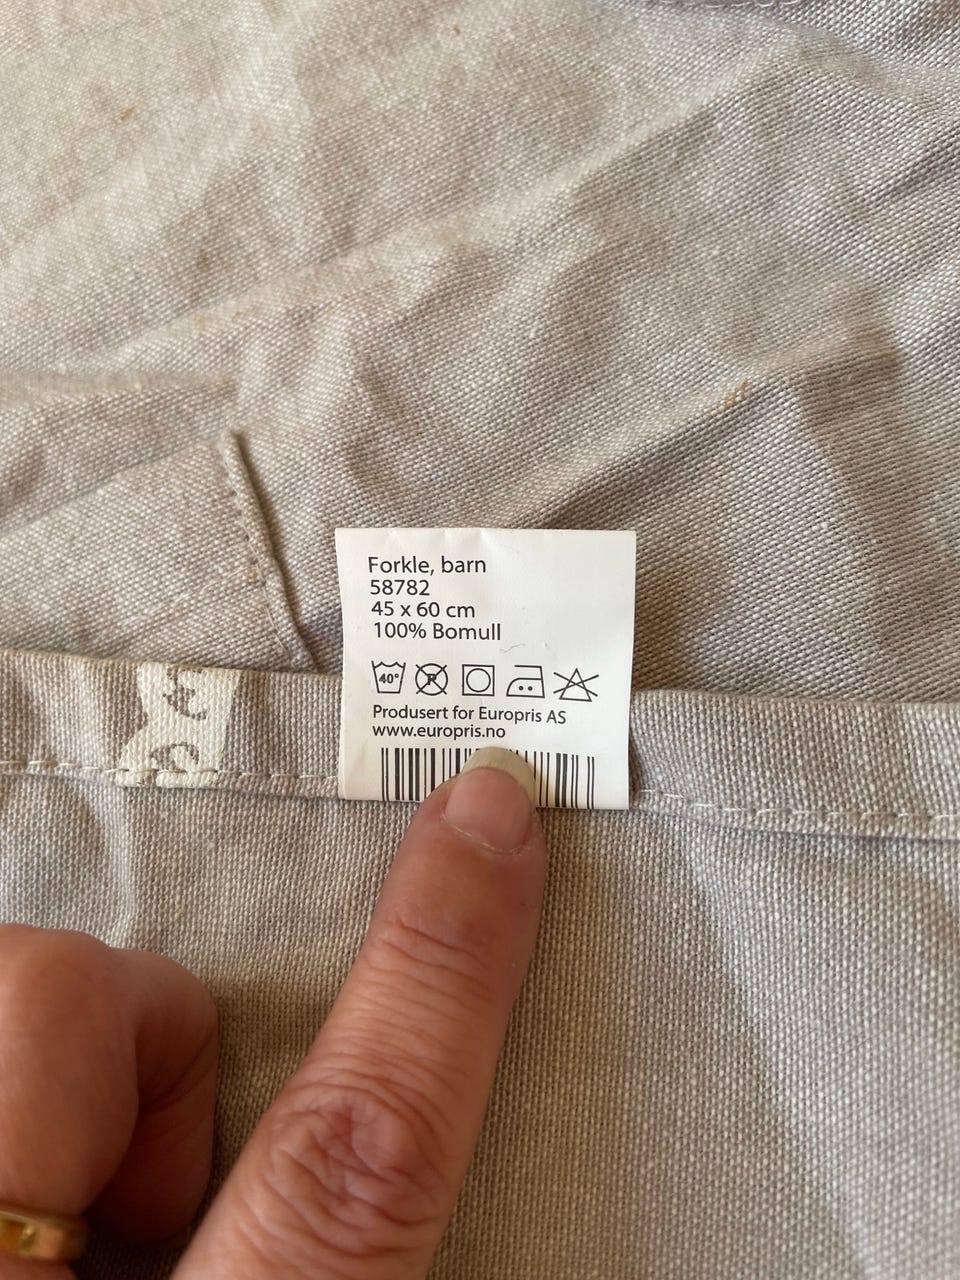 Forkle, barn
58782
45 x 60 cm
100% Bomull
40° P
Produsert for Europris AS
www.europris.no